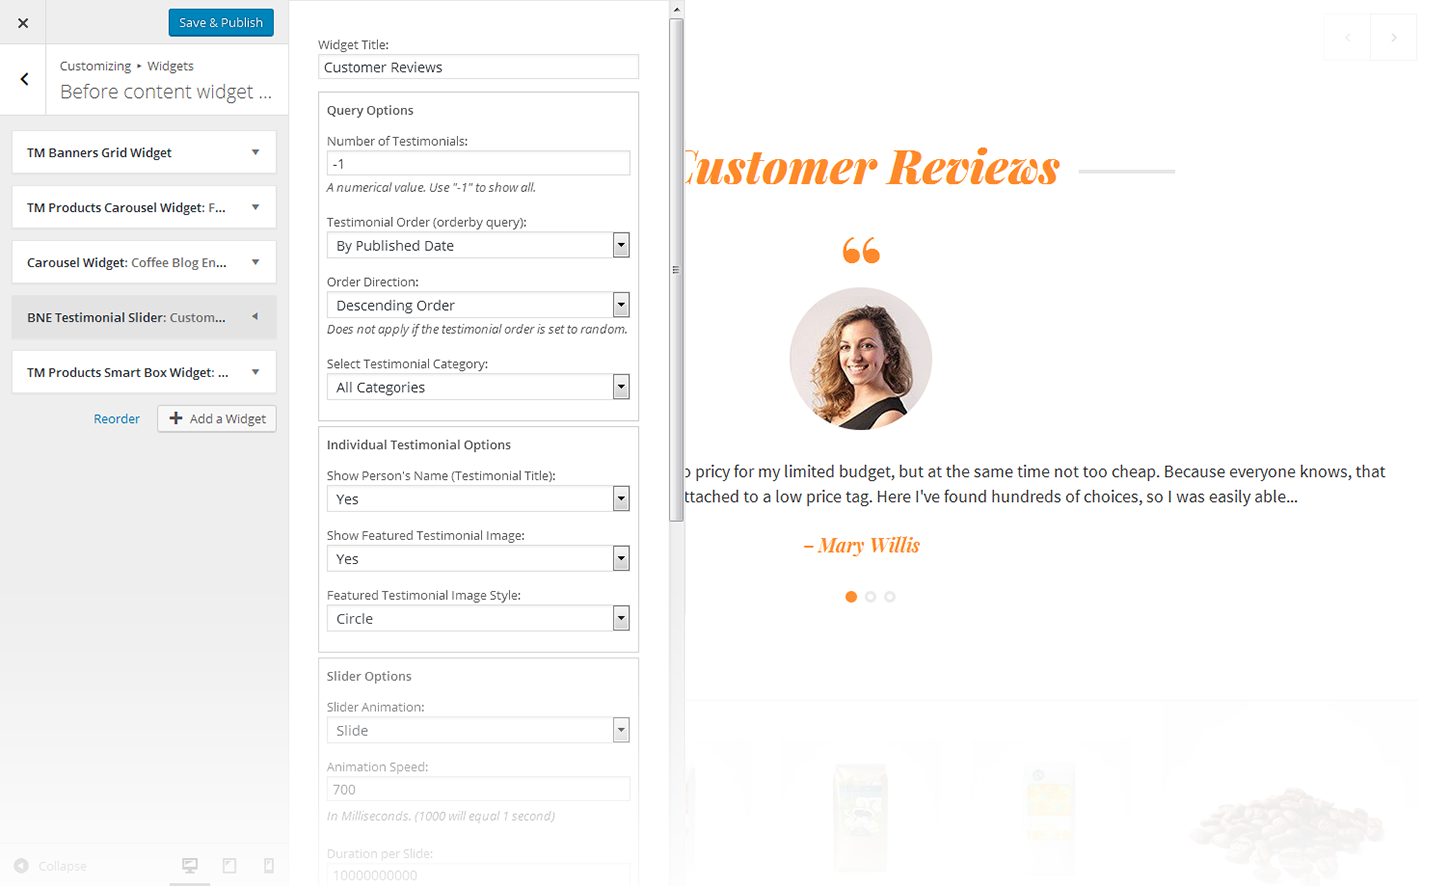 Save & Publish
Customizing ▸ Widgets
Before content widget ...
TM Banners Grid Widget
TM Products Carousel Widget: F...
Carousel Widget: Coffee Blog En...
BNE Testimonial Slider: Custom...
TM Products Smart Box Widget: ...
Reorder
Add a Widget
Collapse
Widget Title:
Customer Reviews
Query Options
Number of Testimonials:
-1
A numerical value. Use "-1" to show all.
Testimonial Order (orderby query):
By Published Date
Order Direction:
Descending Order
Does not apply if the testimonial order is set to random.
Select Testimonial Category:
All Categories
Individual Testimonial Options
Show Person's Name (Testimonial Title):
Yes
Show Featured Testimonial Image:
Yes
Featured Testimonial Image Style:
Circle
Slider Options
Slider Animation:
Slide
Animation Speed:
700
In Milliseconds. (1000 will equal 1 second)
Duration per Slide:
10000000000
Customer Reviews
“
pricy for my limited budget, but at the same time not too cheap. Because everyone knows, that
ttached to a low price tag. Here I've found hundreds of choices, so I was easily able...
– Mary Willis